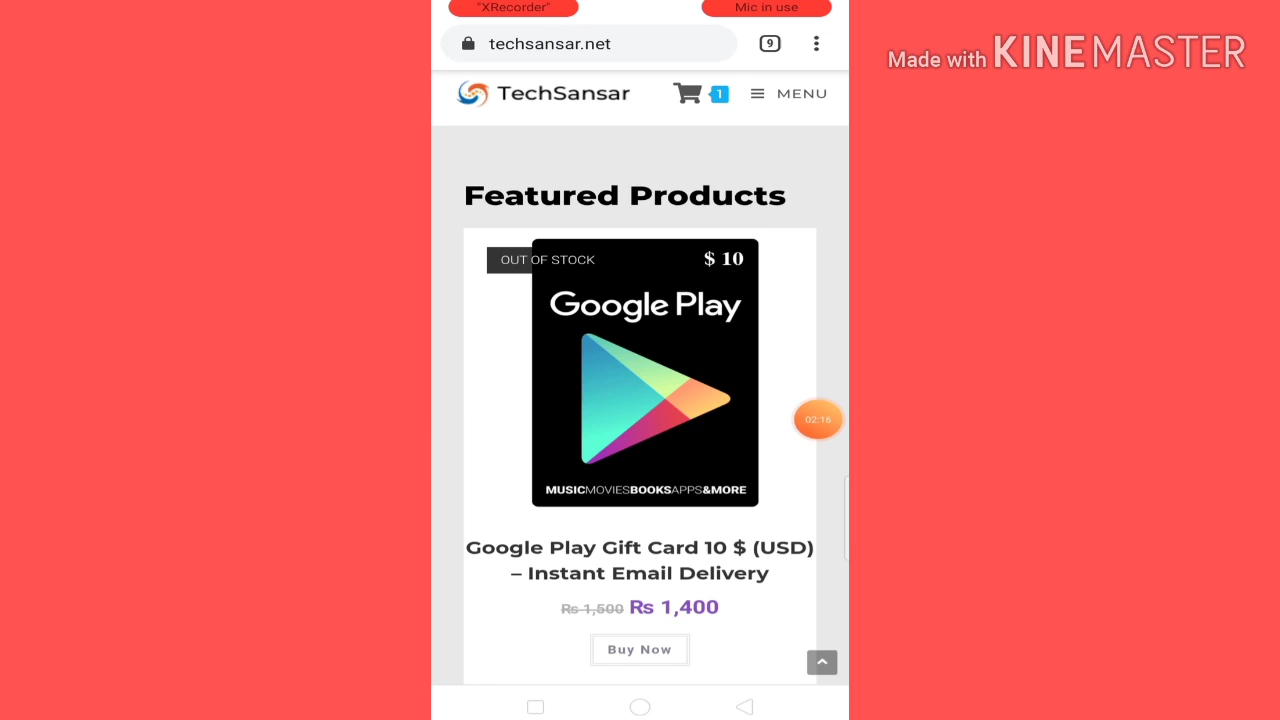 "XRecorder"
Mic in use
techsansar.net
9
Made with KINEMASTER
TechSansar
1
MENU
Featured Products
OUT OF STOCK
$ 10
Google Play
02:16
MUSICMOVIESBOOKSAPPS&MORE
Google Play Gift Card 10 $ (USD)
– Instant Email Delivery
₨ 1,500 ₨ 1,400
Buy Now